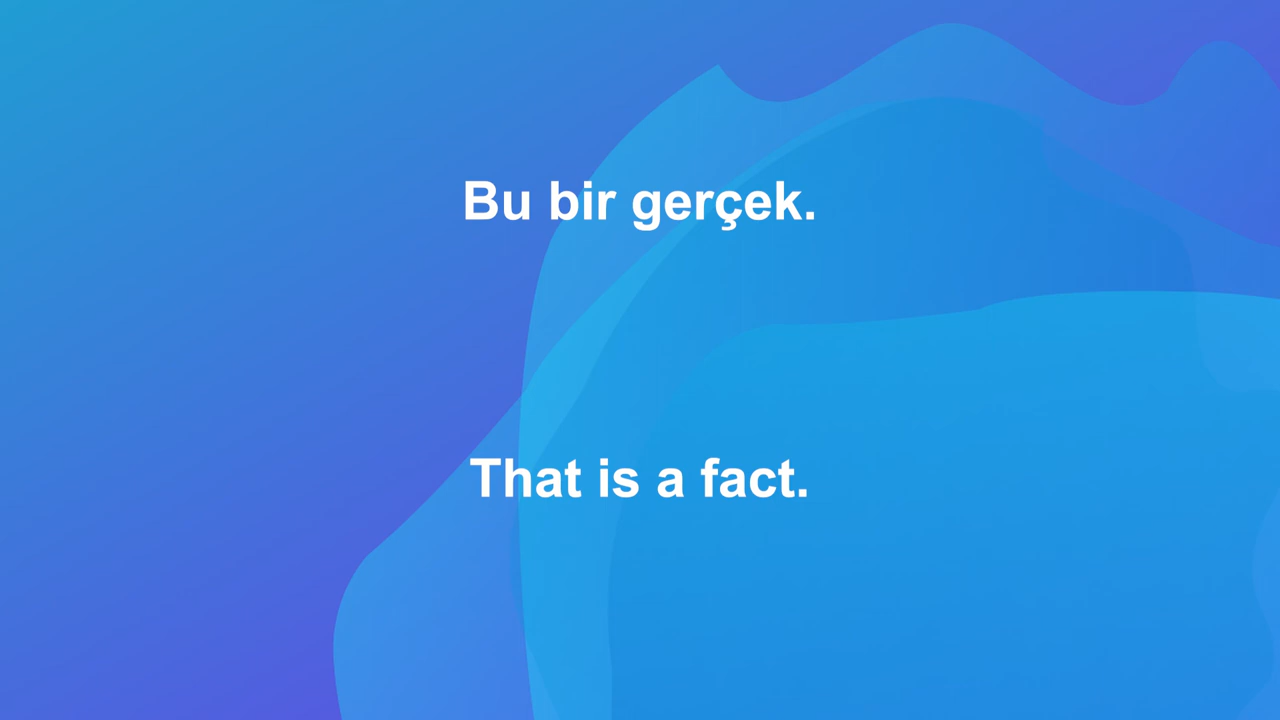 Bu bir gerçek.
That is a fact.